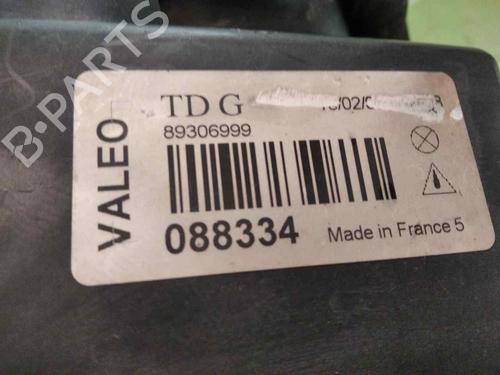 B-PARTS
VALEO
TD G
89306999
088334
Made in France 5